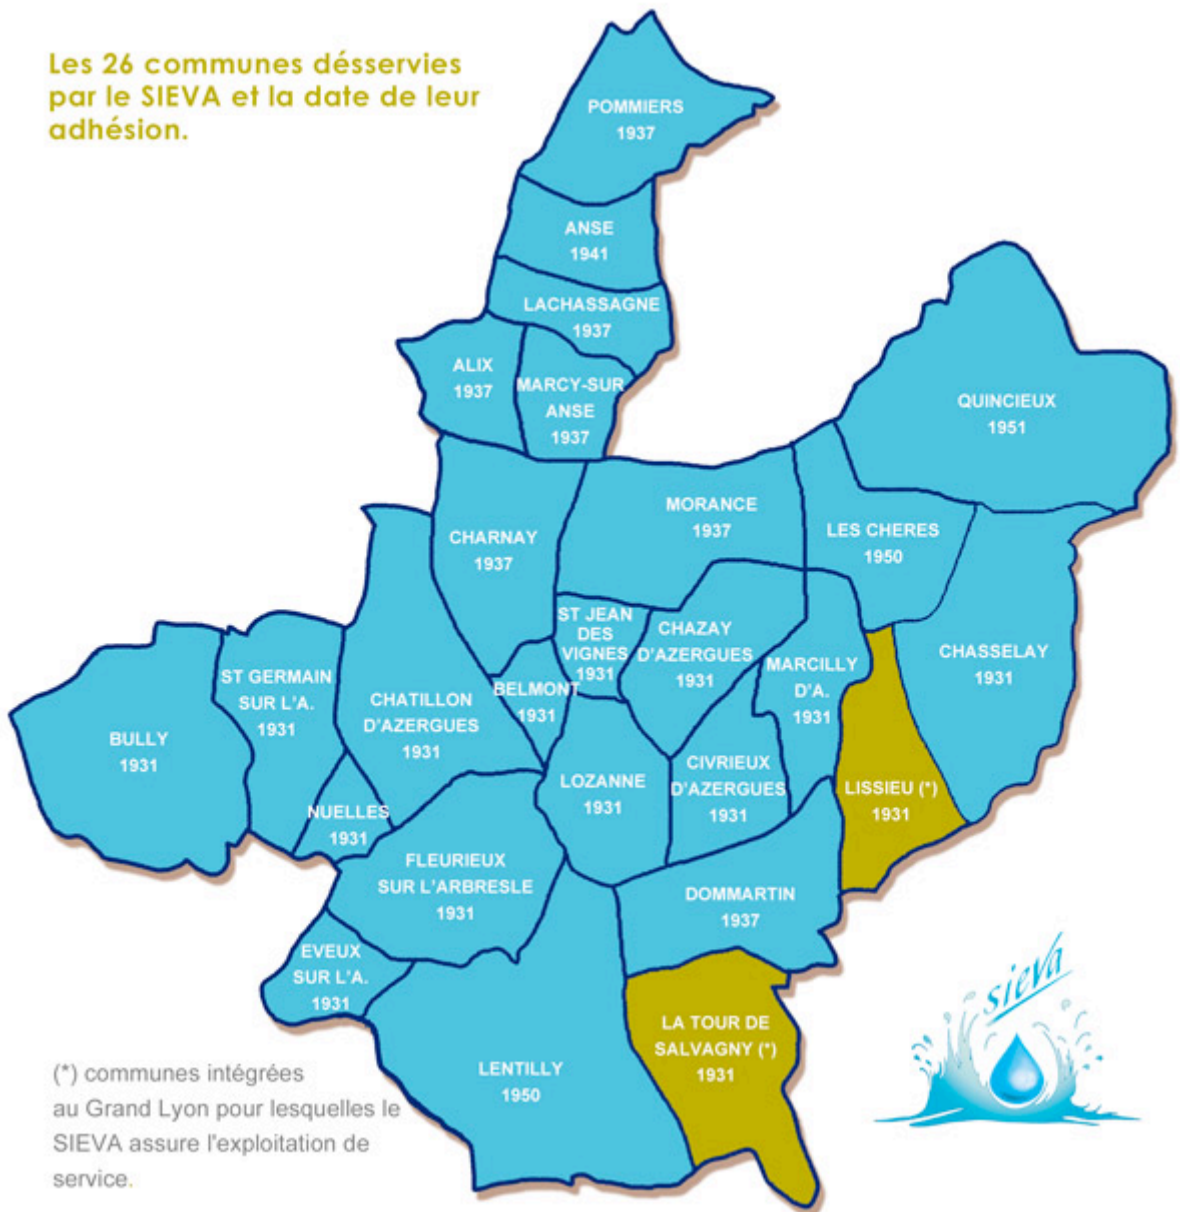 Les 26 communes désservies
par le SIEVA et la date de leur
adhésion.
POMMIERS
1937
ANSE
1941
LACHASSAGNE
1937
ALIX
1937
MARCY-SUR
ANSE
1937
QUINCIEUX
1951
MORANCE
1937
LES CHERES
1950
CHARNAY
1937
ST JEAN
DES
VIGNES
1931
CHAZAY
D'AZERGUES
1931
MARCILLY
D'A.
1931
CHASSELAY
1931
ST GERMAIN
SUR L'A.
1931
CHATILLON
D'AZERGUES
1931
BELMONT
1931
BULLY
1931
LOZANNE
1931
CIVRIEUX
D'AZERGUES
1931
LISSIEU (*)
1931
NUELLES
1931
FLEURIEUX
SUR L'ARBRESLE
1931
DOMMARTIN
1937
EVEUX
SUR L'A.
1931
LA TOUR DE
SALVAGNY (*)
1931
LENTILLY
1950
sieva
(*) communes intégrées
au Grand Lyon pour lesquelles le
SIEVA assure l'exploitation de
service.